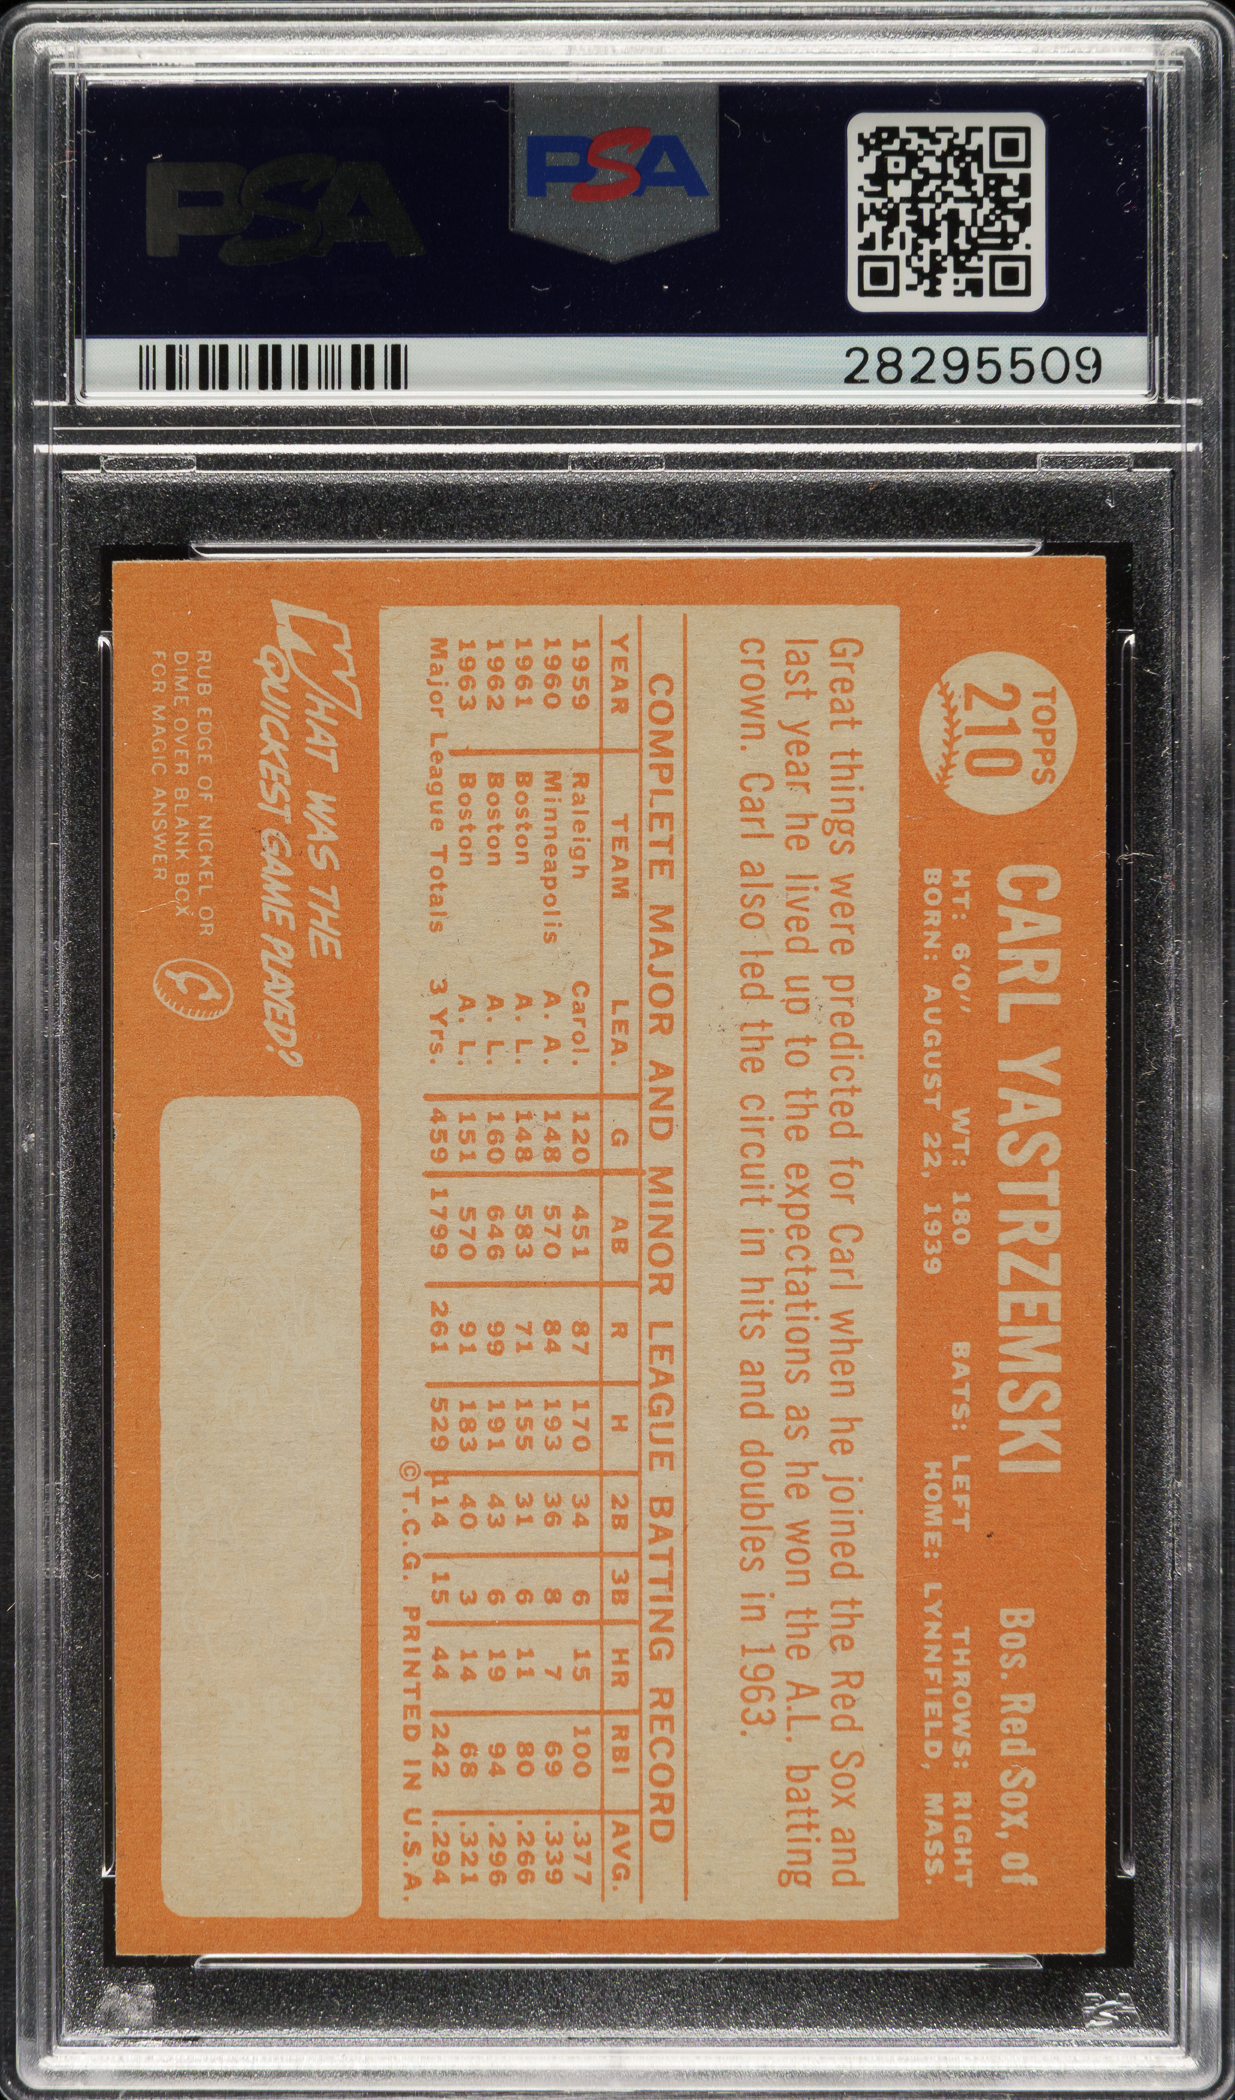 PSA
PSA
28295509
TOPPS
210
CARL YASTRZEMSKI
Bos. Red Sox, of
HT: 6'0" WT: 180 BATS: LEFT THROWS: RIGHT
BORN: AUGUST 22, 1939 HOME: LYNNFIELD, MASS.
Great things were predicted for Carl when he joined the Red Sox and
last year he lived up to the expectations as he won the A.L. batting
crown. Carl also led the circuit in hits and doubles in 1963.
COMPLETE MAJOR AND MINOR LEAGUE BATTING RECORD
YEAR TEAM LEA. G AB R H 2B 3B HR RBI AVG.
1959 Raleigh Carol. 120 451 87 170 34 6 15 100 .377
1960 Minneapolis A. A. 148 570 84 193 36 8 7 69 .339
1961 Boston A. L. 148 583 71 155 31 6 11 80 .266
1962 Boston A. L. 160 646 99 191 43 6 19 94 .296
1963 Boston A. L. 151 570 91 183 40 3 14 68 .321
Major League Totals 3 Yrs. 459 1799 261 529 114 15 44 242 .294
©T.C.G. PRINTED IN U.S.A.
WHAT WAS THE
QUICKEST GAME PLAYED?
RUB EDGE OF NICKEL OR
DIME OVER BLANK BOX
FOR MAGIC ANSWER
PSA